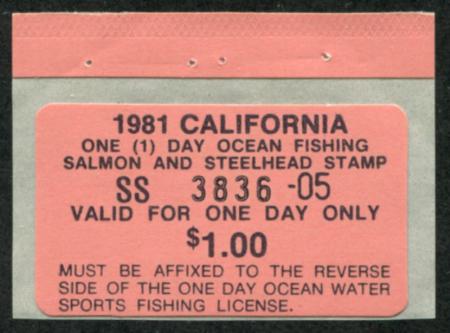 1981 CALIFORNIA
ONE (1) DAY OCEAN FISHING
SALMON AND STEELHEAD STAMP
SS 3836 -05
VALID FOR ONE DAY ONLY
$1.00
MUST BE AFFIXED TO THE REVERSE
SIDE OF THE ONE DAY OCEAN WATER
SPORTS FISHING LICENSE.